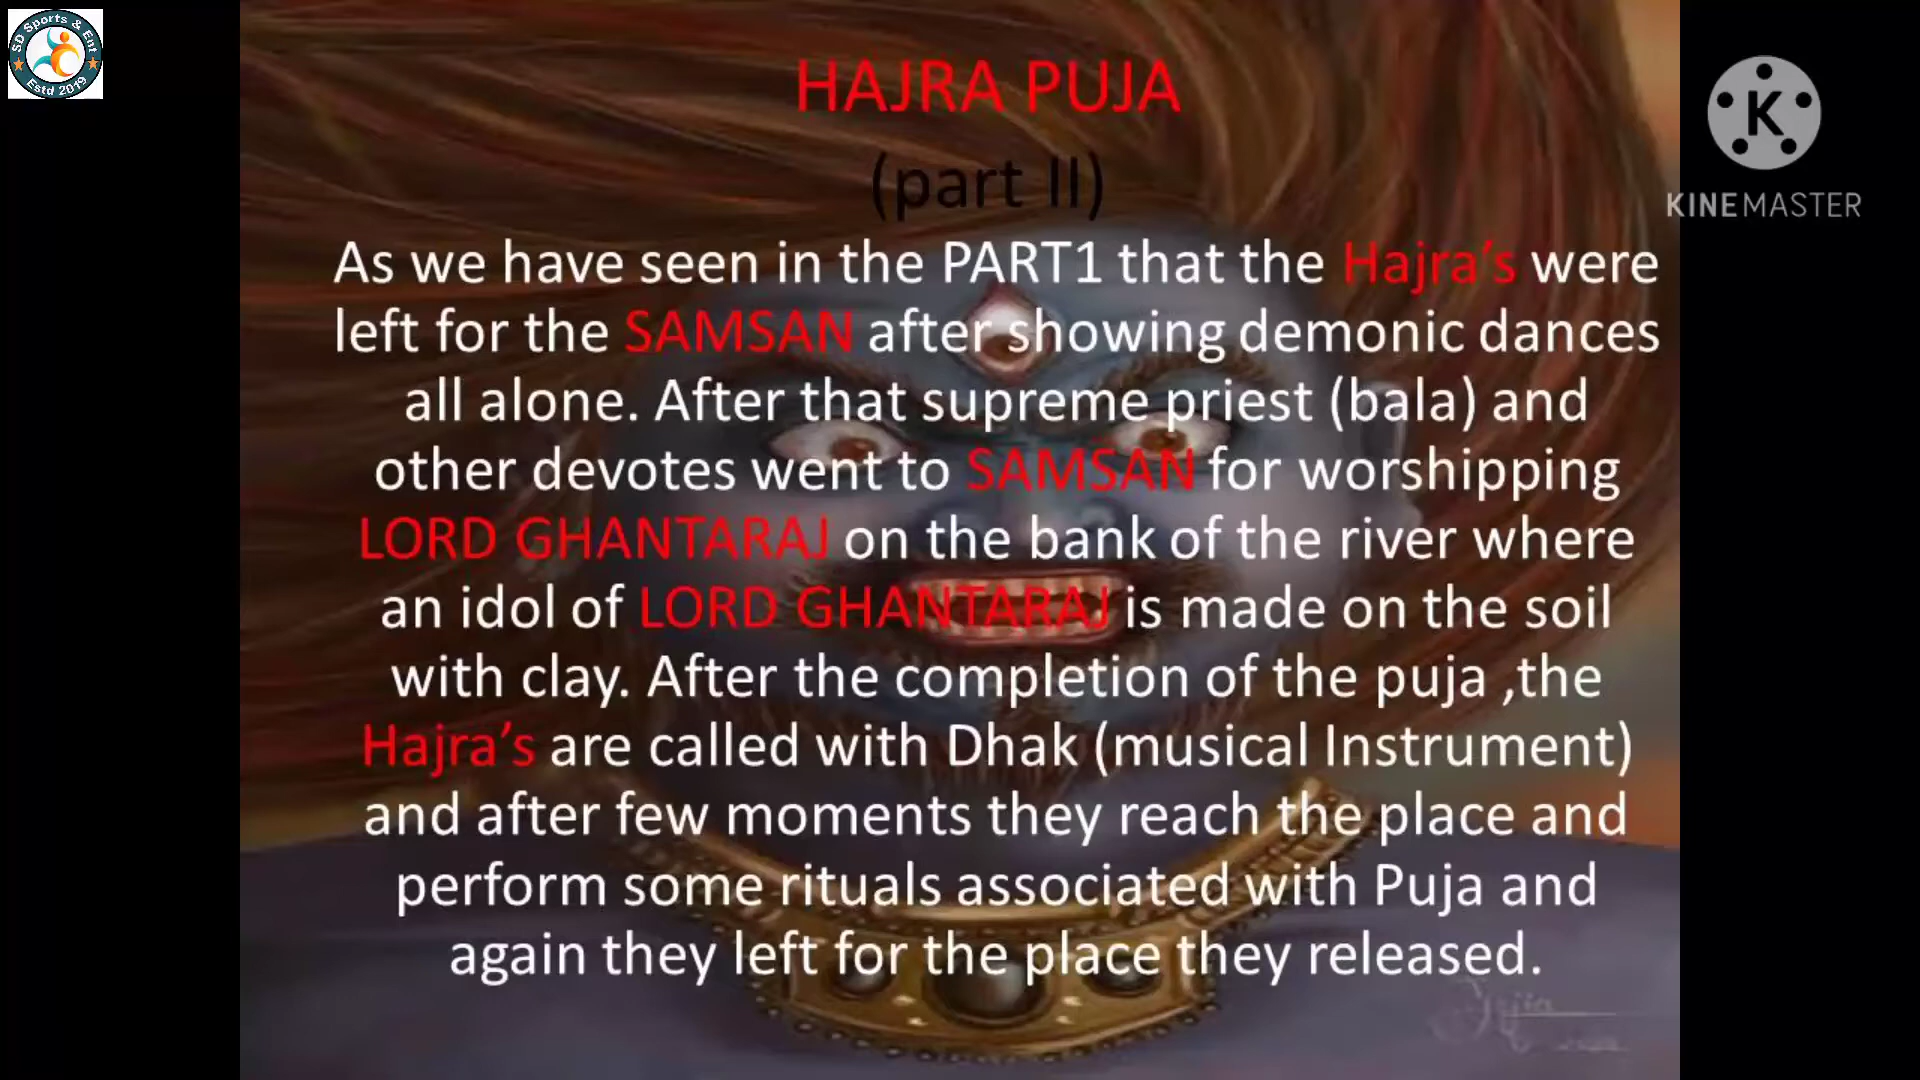 SD Sports & Ent
Estd 2019
K
KINEMASTER
HAJRA PUJA
(part II)
As we have seen in the PART1 that the Hajra's were
left for the SAMSAN after showing demonic dances
all alone. After that supreme priest (bala) and
other devotes went to SAMSAN for worshipping
LORD GHANTARAJ on the bank of the river where
an idol of LORD GHANTARAJ is made on the soil
with clay. After the completion of the puja ,the
Hajra's are called with Dhak (musical Instrument)
and after few moments they reach the place and
perform some rituals associated with Puja and
again they left for the place they released.